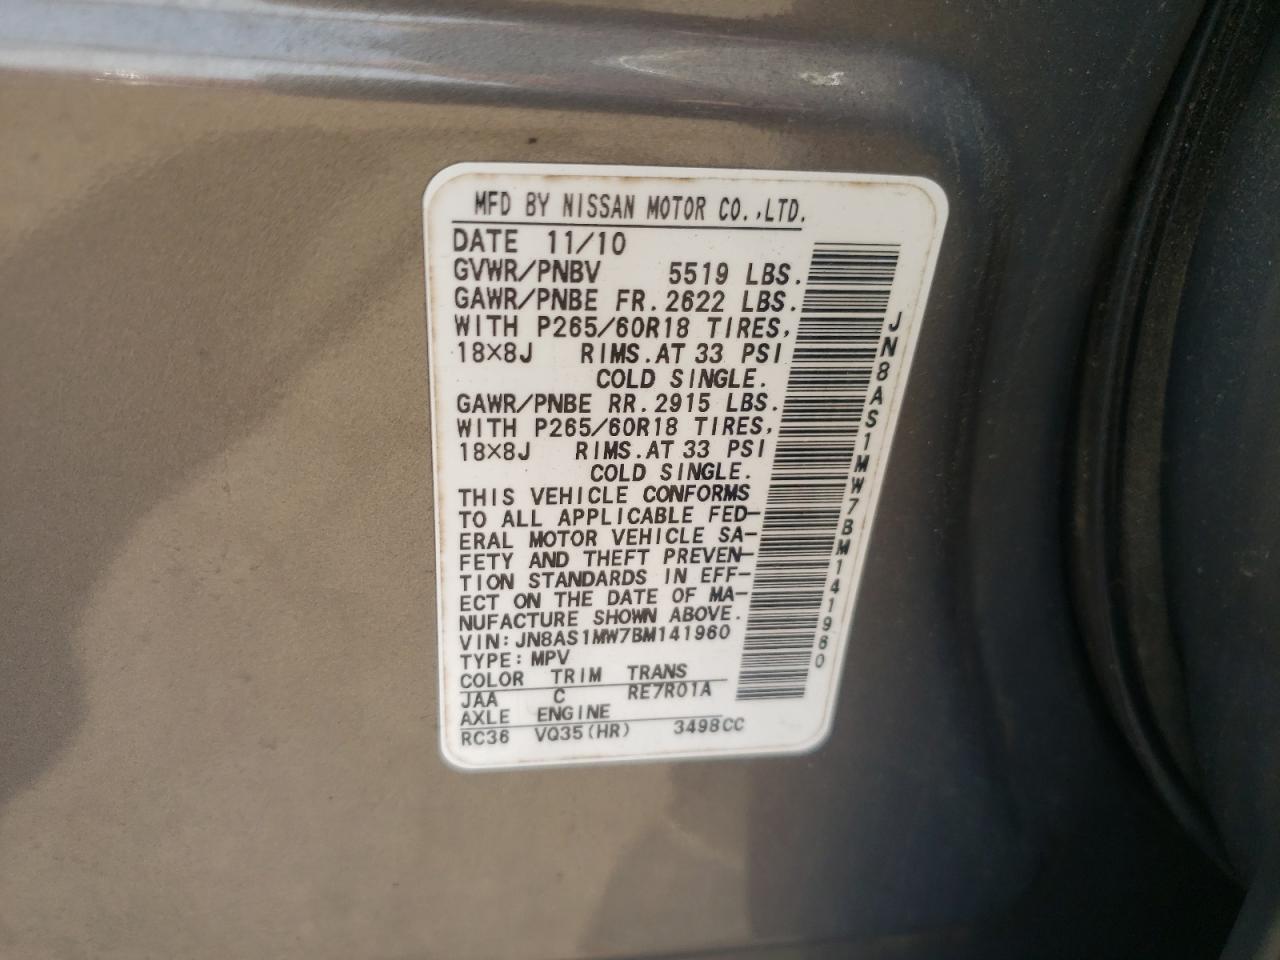 MFD BY NISSAN MOTOR CO.,LTD.
DATE 11/10
GVWR/PNBV 5519 LBS.
GAWR/PNBE FR.2622 LBS.
WITH P265/60R18 TIRES,
18×8J RIMS.AT 33 PSI
COLD SINGLE.
GAWR/PNBE RR.2915 LBS.
WITH P265/60R18 TIRES,
18×8J RIMS.AT 33 PSI
COLD SINGLE.
THIS VEHICLE CONFORMS
TO ALL APPLICABLE FED-
ERAL MOTOR VEHICLE SA-
FETY AND THEFT PREVEN-
TION STANDARDS IN EFF-
ECT ON THE DATE OF MA-
NUFACTURE SHOWN ABOVE.
VIN:JN8AS1MW7BM141960
TYPE:MPV
COLOR TRIM TRANS
JAA C RE7R01A
AXLE ENGINE
RC36 VQ35(HR) 3498CC
JN8AS1MW7BM141960